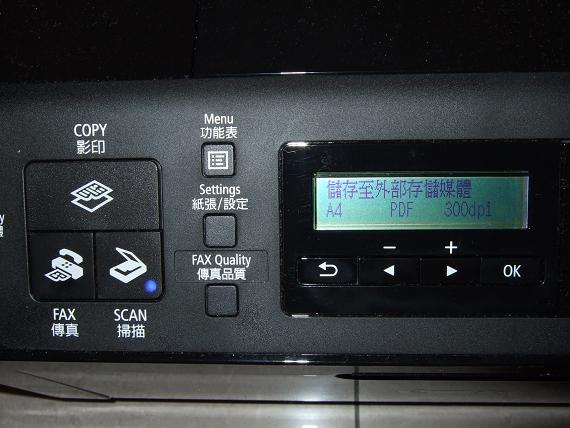 COPY
影印
FAX
傳真
SCAN
掃描
Menu
功能表
Settings
紙張/設定
FAX Quality
傳真品質
儲存至外部存儲媒體
A4 PDF 300dpi
− +
OK